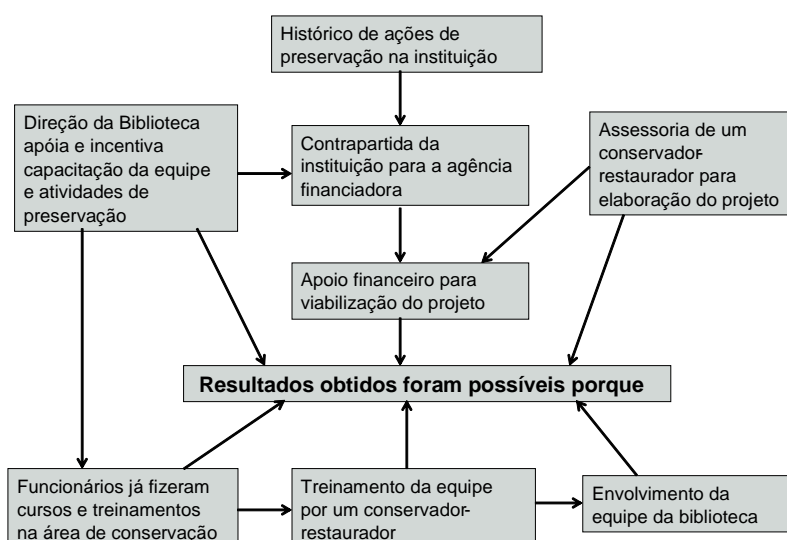 Histórico de ações de
preservação na instituição
Direção da Biblioteca
apóia e incentiva
capacitação da equipe
e atividades de
preservação
Contrapartida da
instituição para a agência
financiadora
Assessoria de um
conservador-
restaurador para
elaboração do projeto
Apoio financeiro para
viabilização do projeto
Resultados obtidos foram possíveis porque
Funcionários já fizeram
cursos e treinamentos
na área de conservação
Treinamento da equipe
por um conservador-
restaurador
Envolvimento da
equipe da biblioteca